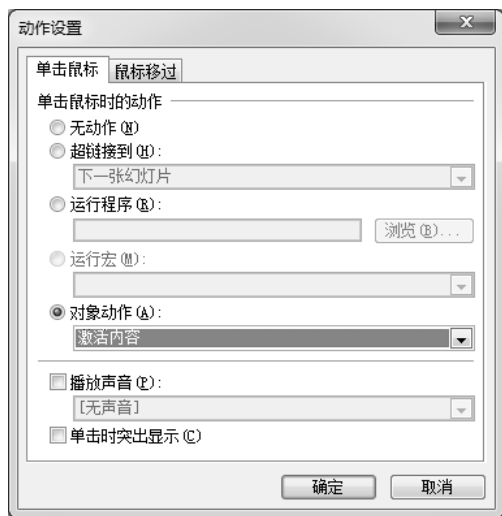 动作设置
单击鼠标 鼠标移过
单击鼠标时的动作
无动作(N)
超链接到(H):
下一张幻灯片
运行程序(R):
浏览(B)...
运行宏(M):
对象动作(A):
激活内容
播放声音(P):
[无声音]
单击时突出显示(C)
确定 取消